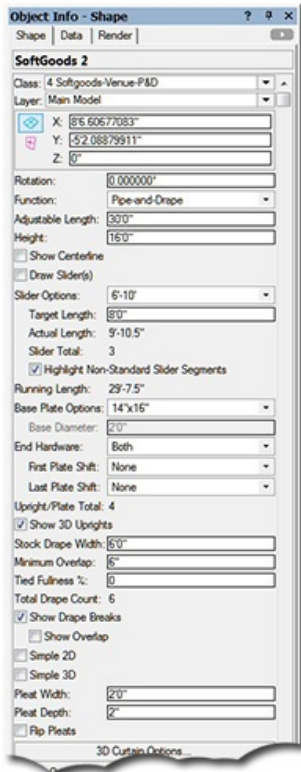 Object Info - Shape ? X
Shape Data Render
SoftGoods 2
Class: 4 Softgoods-Venue-P&D
Layer: Main Model
X: 8'6.60677083"
Y: -5'2.08879911"
Z: 0"
Rotation: 0.000000°
Function: Pipe-and-Drape
Adjustable Length: 30'0"
Height: 16'0"
Show Centerline
Draw Slider(s)
Slider Options: 6'-10'
Target Length: 8'0"
Actual Length: 9'-10.5"
Slider Total: 3
Highlight Non-Standard Slider Segments
Running Length: 29'-7.5"
Base Plate Options: 14"x16"
Base Diameter: 2'0"
End Hardware: Both
First Plate Shift: None
Last Plate Shift: None
Upright/Plate Total: 4
Show 3D Uprights
Stock Drape Width: 6'0"
Minimum Overlap: 6"
Tied Fullness %: 0
Total Drape Count: 6
Show Drape Breaks
Show Overlap
Simple 2D
Simple 3D
Pleat Width: 2'0"
Pleat Depth: 2"
Flip Pleats
3D Curtain Options...